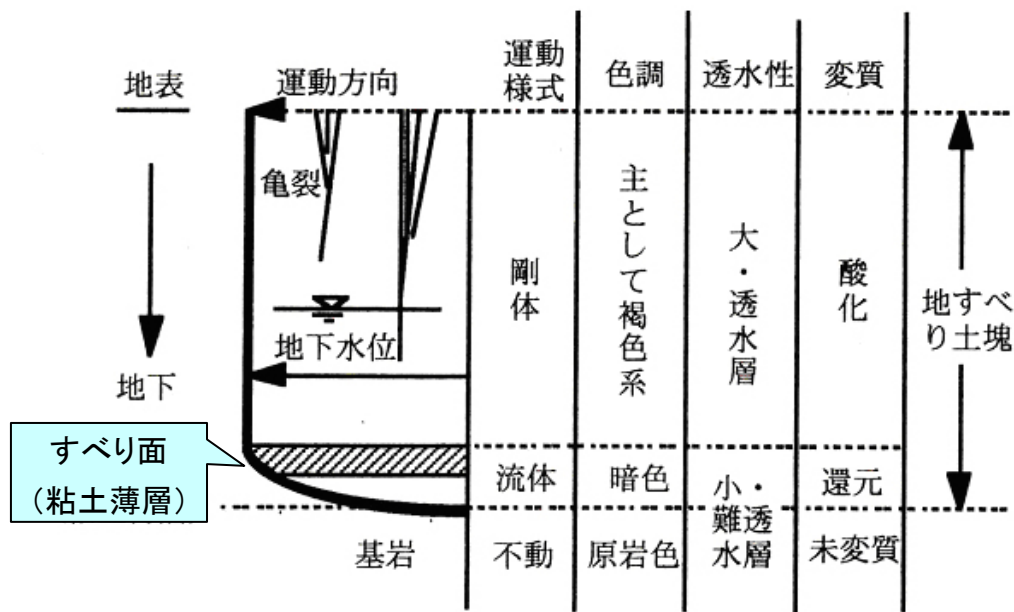 地表
運動方向
運動
様式
色調
透水性
変質
亀裂
地下水位
地下
すべり面
(粘土薄層)
基岩
剛体
流体
不動
主として褐色系
暗色
原岩色
大・透水層
小・
難透
水層
酸化
還元
未変質
地すべ
り土塊